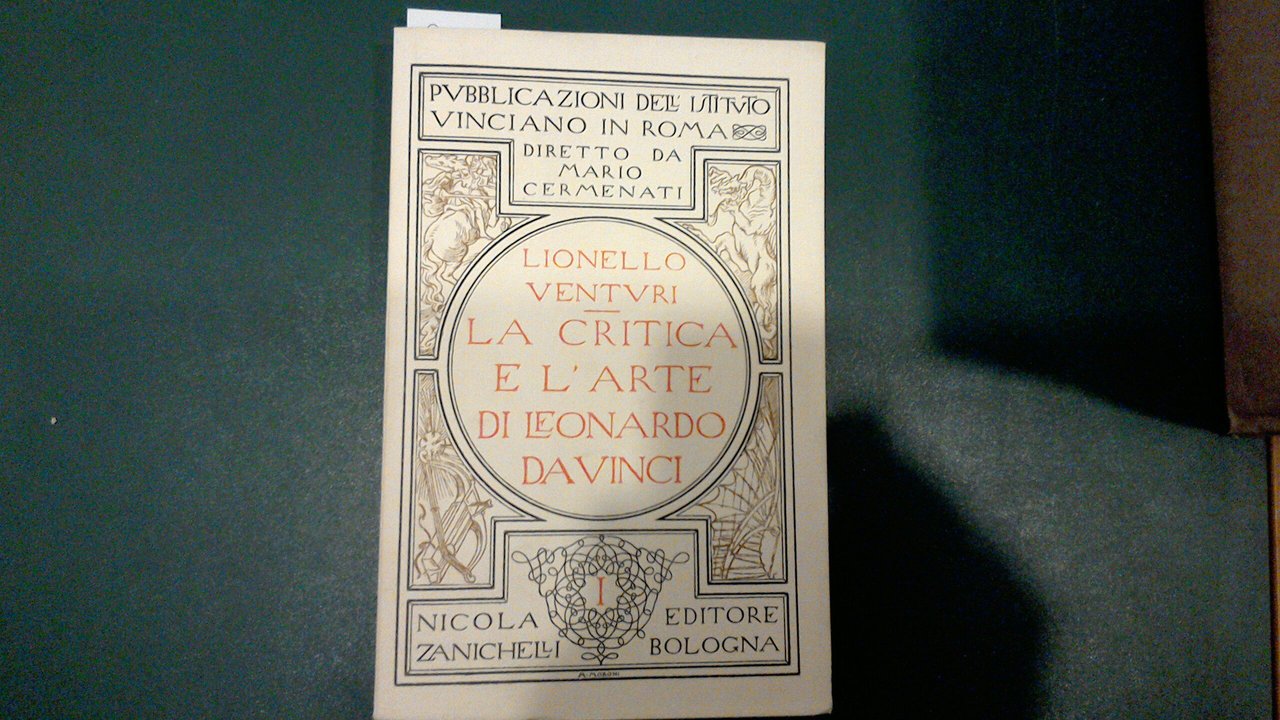 PVBBLICAZIONI DELL' ISTITVTO
VINCIANO IN ROMA
DIRETTO DA
MARIO
CERMENATI
LIONELLO
VENTVRI
LA CRITICA
E L'ARTE
DI LEONARDO
DA VINCI
I
NICOLA EDITORE
ZANICHELLI BOLOGNA
A. MORONI